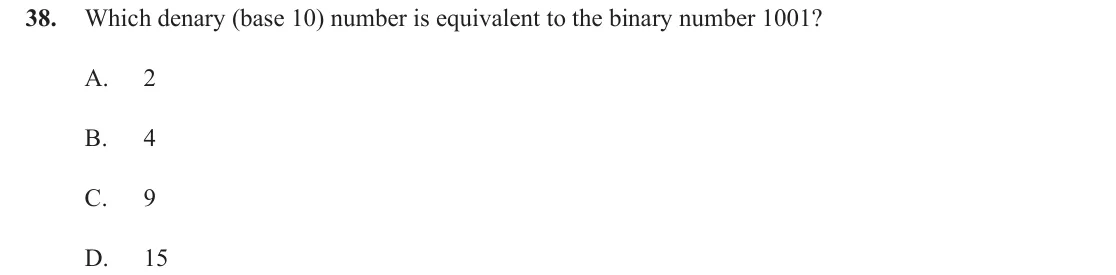 38. Which denary (base 10) number is equivalent to the binary number 1001?
A. 2
B. 4
C. 9
D. 15